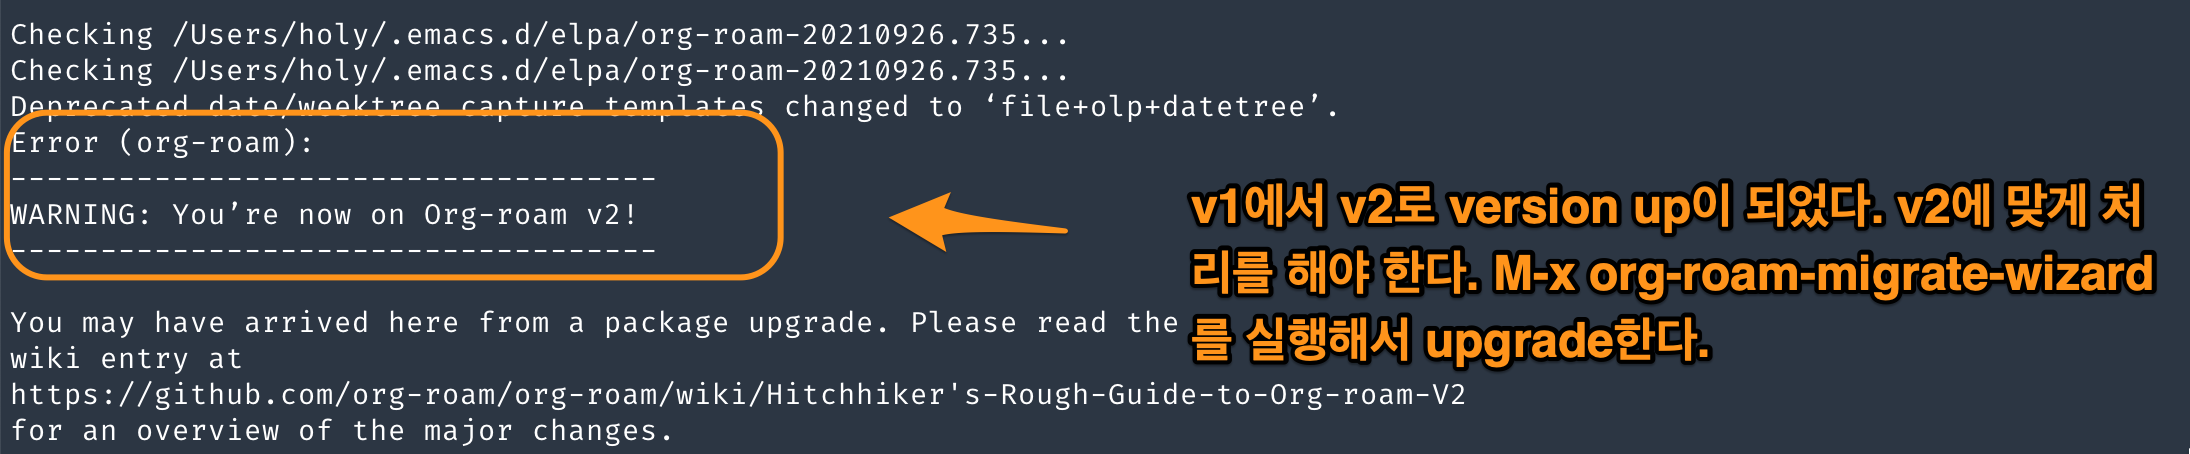 Checking /Users/holy/.emacs.d/elpa/org-roam-20210926.735...
Checking /Users/holy/.emacs.d/elpa/org-roam-20210926.735...
Deprecated date/weektree capture templates changed to ‘file+olp+datetree’.
Error (org-roam):
------------------------------------
WARNING: You’re now on Org-roam v2!
------------------------------------
You may have arrived here from a package upgrade. Please read the
wiki entry at
https://github.com/org-roam/org-roam/wiki/Hitchhiker's-Rough-Guide-to-Org-roam-V2
for an overview of the major changes.
v1에서 v2로 version up이 되었다. v2에 맞게 처
리를 해야 한다. M-x org-roam-migrate-wizard
를 실행해서 upgrade한다.